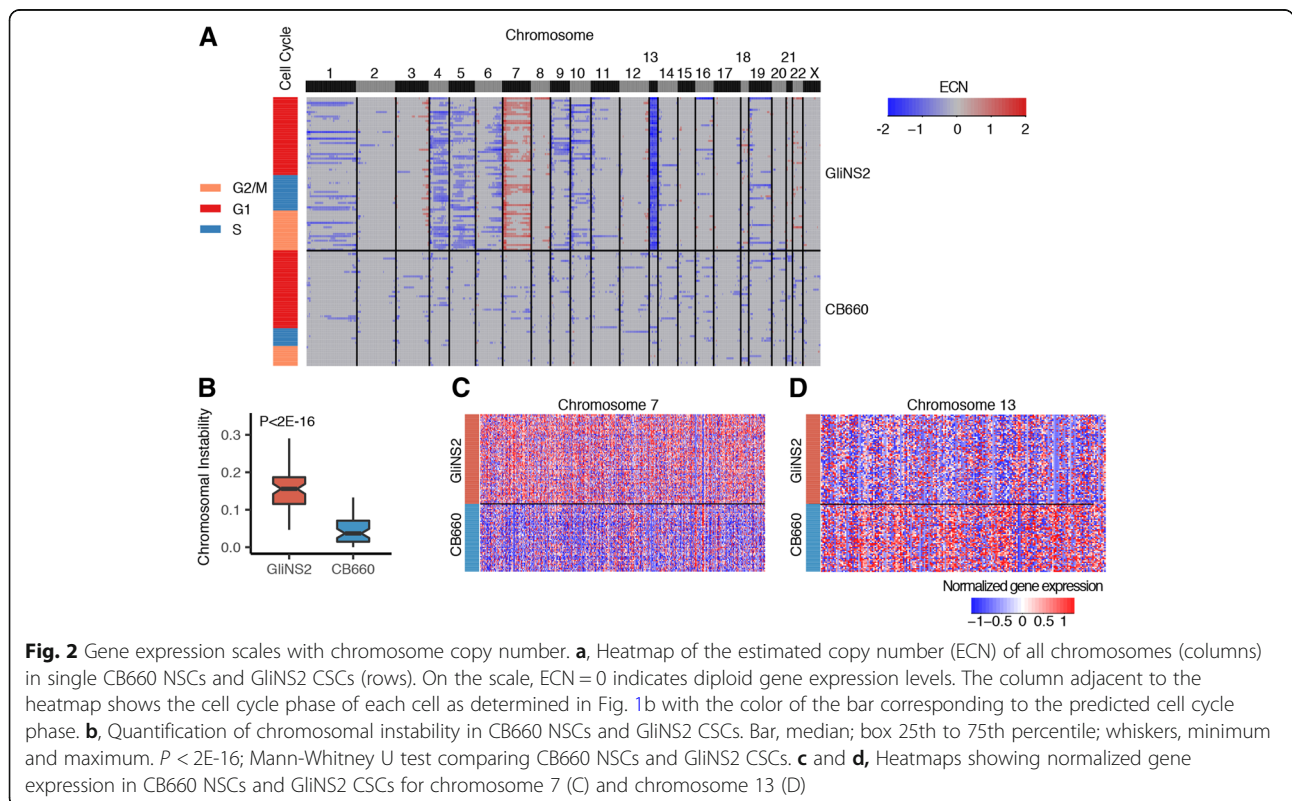 A
Cell Cycle
Chromosome
1 2 3 4 5 6 7 8 9 10 11 12 13 14 15 16 17 18 19 20 21 22 X
ECN
-2 -1 0 1 2
G2/M
G1
S
GliNS2
CB660
B
P<2E-16
Chromosomal Instability
0.3
0.2
0.1
0.0
GliNS2 CB660
C
Chromosome 7
GliNS2
CB660
D
Chromosome 13
GliNS2
CB660
Normalized gene expression
-1 -0.5 0 0.5 1
Fig. 2 Gene expression scales with chromosome copy number. a, Heatmap of the estimated copy number (ECN) of all chromosomes (columns)
in single CB660 NSCs and GliNS2 CSCs (rows). On the scale, ECN = 0 indicates diploid gene expression levels. The column adjacent to the
heatmap shows the cell cycle phase of each cell as determined in Fig. 1b with the color of the bar corresponding to the predicted cell cycle
phase. b, Quantification of chromosomal instability in CB660 NSCs and GliNS2 CSCs. Bar, median; box 25th to 75th percentile; whiskers, minimum
and maximum. P < 2E-16; Mann-Whitney U test comparing CB660 NSCs and GliNS2 CSCs. c and d, Heatmaps showing normalized gene
expression in CB660 NSCs and GliNS2 CSCs for chromosome 7 (C) and chromosome 13 (D)